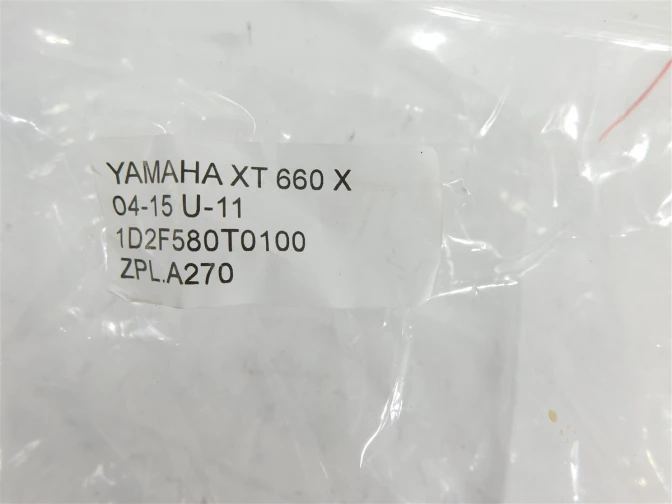 YAMAHA XT 660 X
04-15 U-11
1D2F580T0100
ZPL.A270